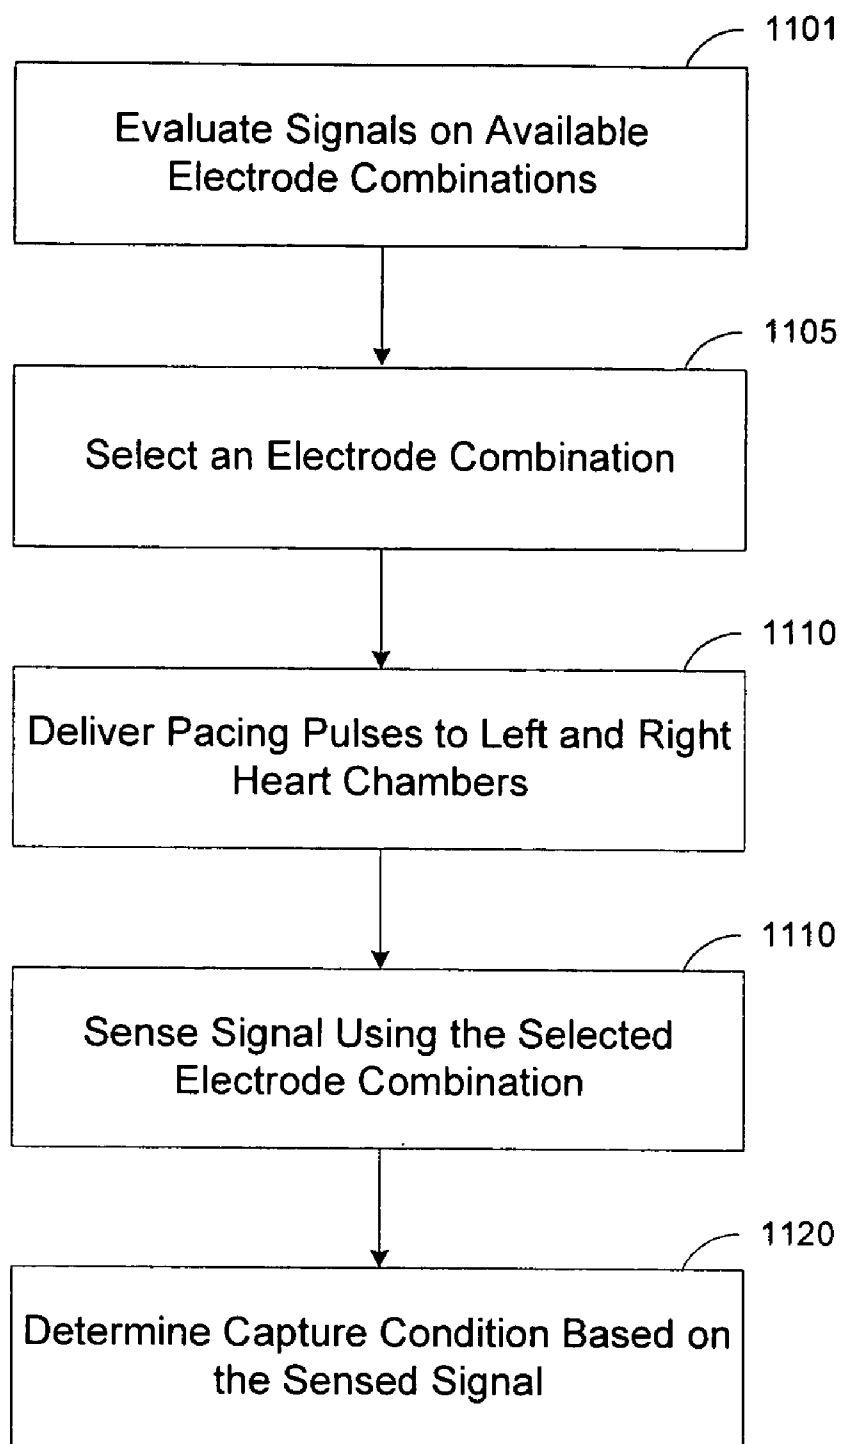 1101
Evaluate Signals on Available
Electrode Combinations
1105
Select an Electrode Combination
1110
Deliver Pacing Pulses to Left and Right
Heart Chambers
1110
Sense Signal Using the Selected
Electrode Combination
1120
Determine Capture Condition Based on
the Sensed Signal